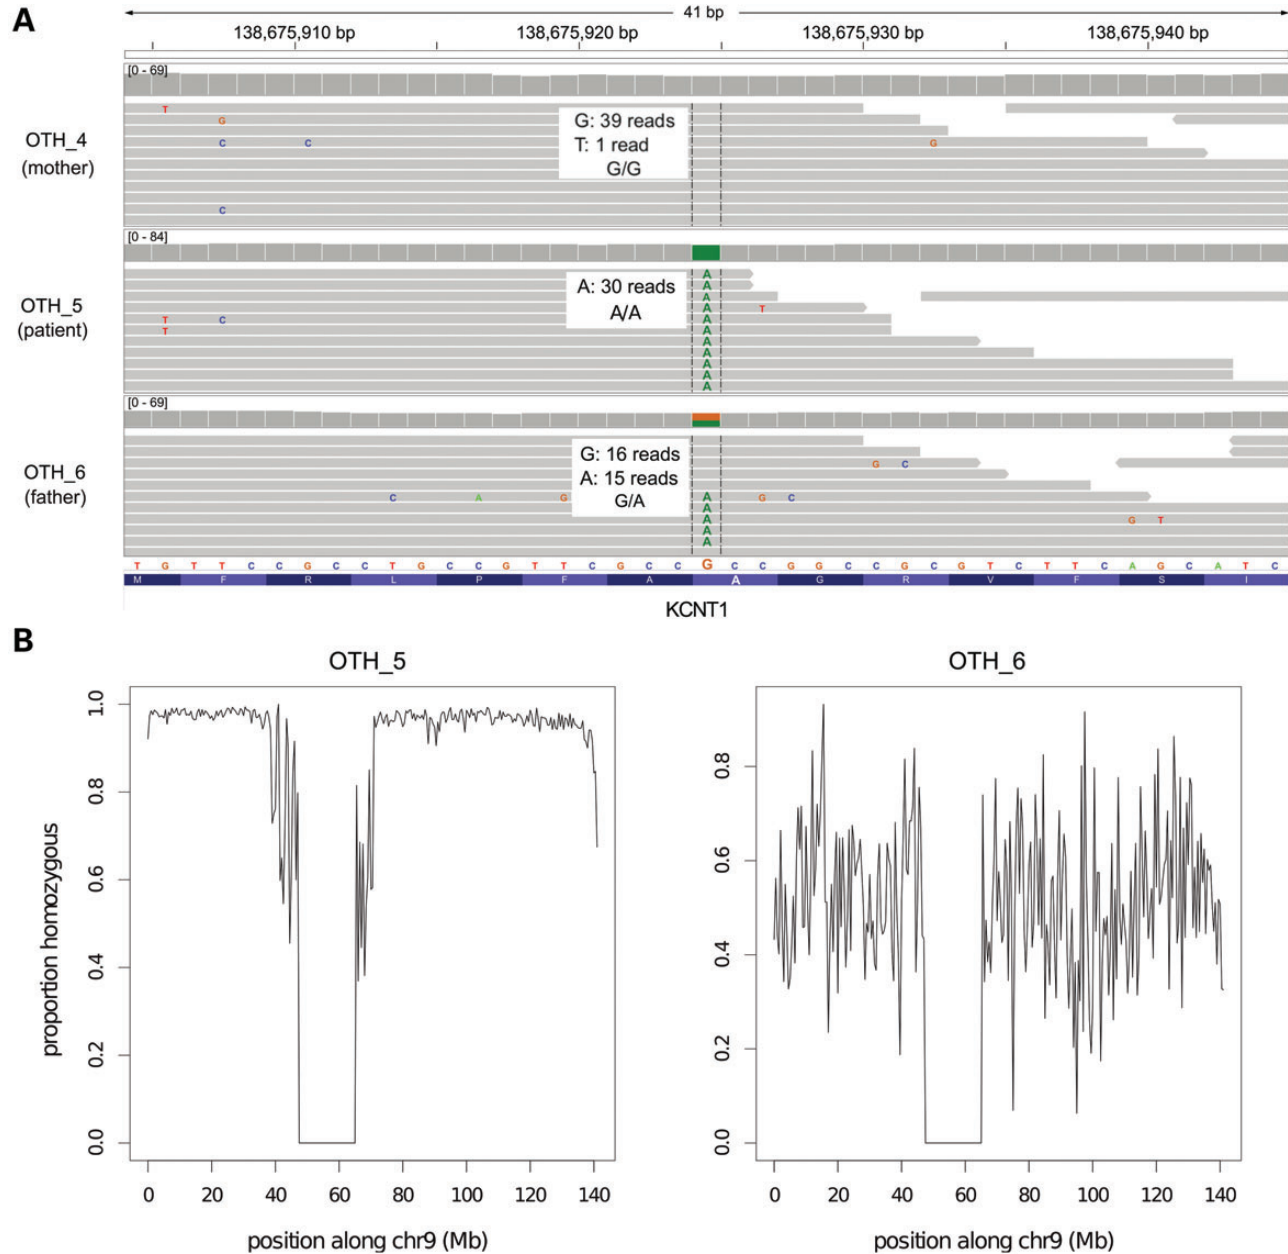 A
41 bp
138,675,910 bp 138,675,920 bp 138,675,930 bp 138,675,940 bp
[0 - 69]
T
G
G: 39 reads
OTH_4
(mother)
C C
T: 1 read
G
G/G
C
[0 - 84]
A
A
A: 30 reads
A
OTH_5
(patient)
A/A
A T
T C A
T A
A
A
A
A
A
[0 - 69]
G: 16 reads
OTH_6
(father)
A: 15 reads
G C
G/A
C A G A G C
A
A G T
A
A
T G T T C C G C C T G C C G T T C G C C G C C G G C C G C G T C T T C A G C A T C
M F R L P F A A G R V F S I
KCNT1
B
OTH_5 OTH_6
proportion homozygous
1.0
0.8
0.6
0.4
0.2
0.0
0 20 40 60 80 100 120 140
position along chr9 (Mb)
0.8
0.6
0.4
0.2
0.0
0 20 40 60 80 100 120 140
position along chr9 (Mb)